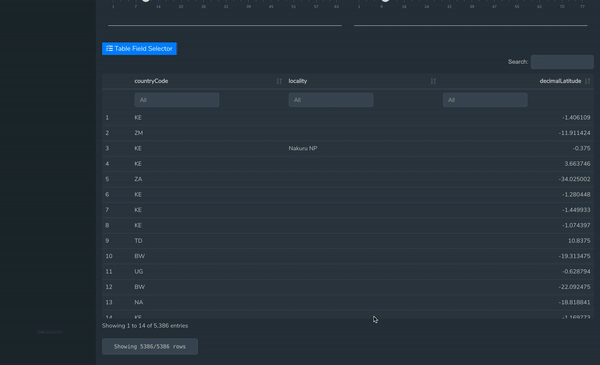 Table Field Selector
Search:
countryCode locality decimalLatitude
All All All
1 KE -1.406109
2 ZM -11.911424
3 KE Nakuru NP -0.375
4 KE 3.663746
5 ZA -34.025002
6 KE -1.280448
7 KE -1.449933
8 KE -1.074397
9 TD 10.8375
10 BW -19.313475
11 UG -0.628794
12 BW -22.092475
13 NA -18.818841
14 KE -1.169773
Showing 1 to 14 of 5,386 entries
Showing 5386/5386 rows